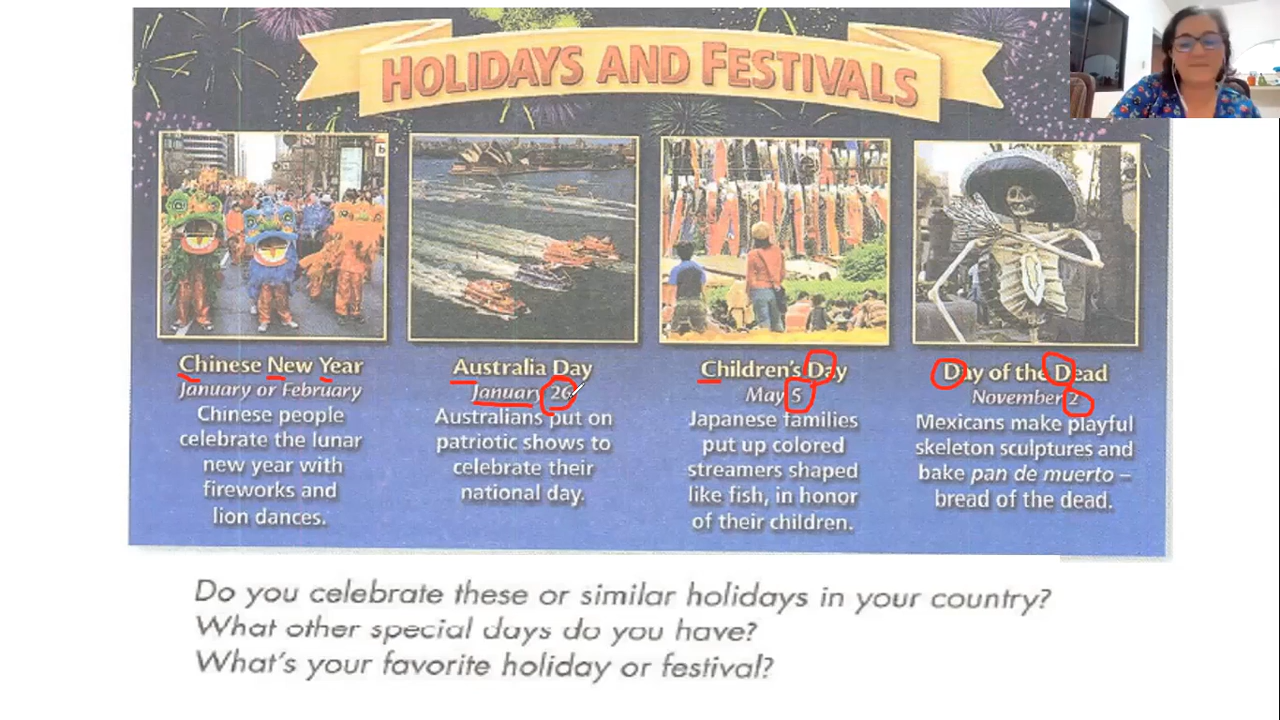 HOLIDAYS AND FESTIVALS
Chinese New Year
January or February
Chinese people
celebrate the lunar
new year with
fireworks and
lion dances.
Australia Day
January 26
Australians put on
patriotic shows to
celebrate their
national day.
Children's Day
May 5
Japanese families
put up colored
streamers shaped
like fish, in honor
of their children.
Day of the Dead
November 2
Mexicans make playful
skeleton sculptures and
bake pan de muerto –
bread of the dead.
Do you celebrate these or similar holidays in your country?
What other special days do you have?
What's your favorite holiday or festival?